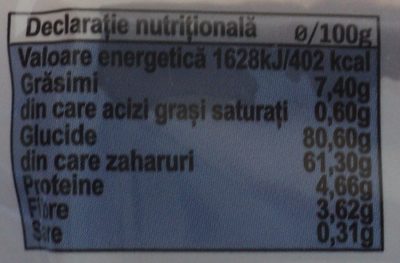 Declarație nutrițională ø/100g
Valoare energetică 1628kJ/402 kcal
Grăsimi 7,40g
din care acizi grași saturați 0,60g
Glucide 80,60g
din care zaharuri 61,30g
Proteine 4,66g
Fibre 3,62g
Sare 0,31g